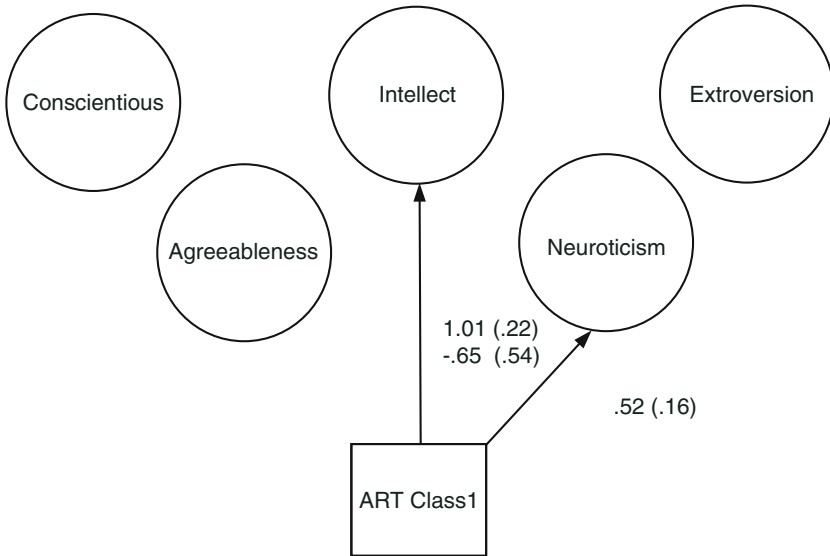 Conscientious
Intellect
Extroversion
Agreeableness
Neuroticism
1.01 (.22)
-.65 (.54)
.52 (.16)
ART Class1